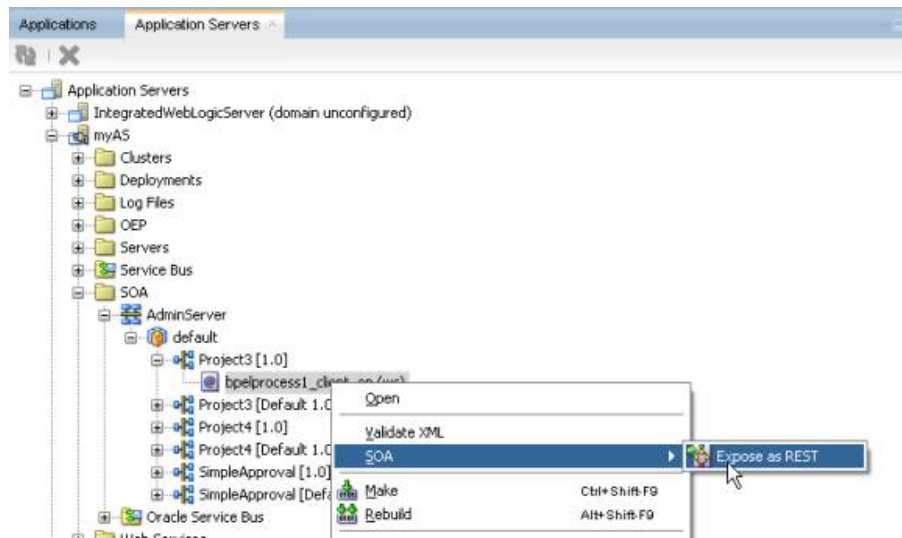 Applications Application Servers
Application Servers
IntegratedWebLogicServer (domain unconfigured)
myAS
Clusters
Deployments
Log Files
OEP
Servers
Service Bus
SOA
AdminServer
default
Project3 [1.0]
bpelprocess1_client_ep (ws)
Open
Project3 [Default 1.0
Validate XML
Project4 [1.0]
Project4 [Default 1.0
SOA Expose as REST
SimpleApproval [1.0]
SimpleApproval [Defa
Make Ctrl+Shift-F9
Rebuild Alt+Shift-F9
Oracle Service Bus